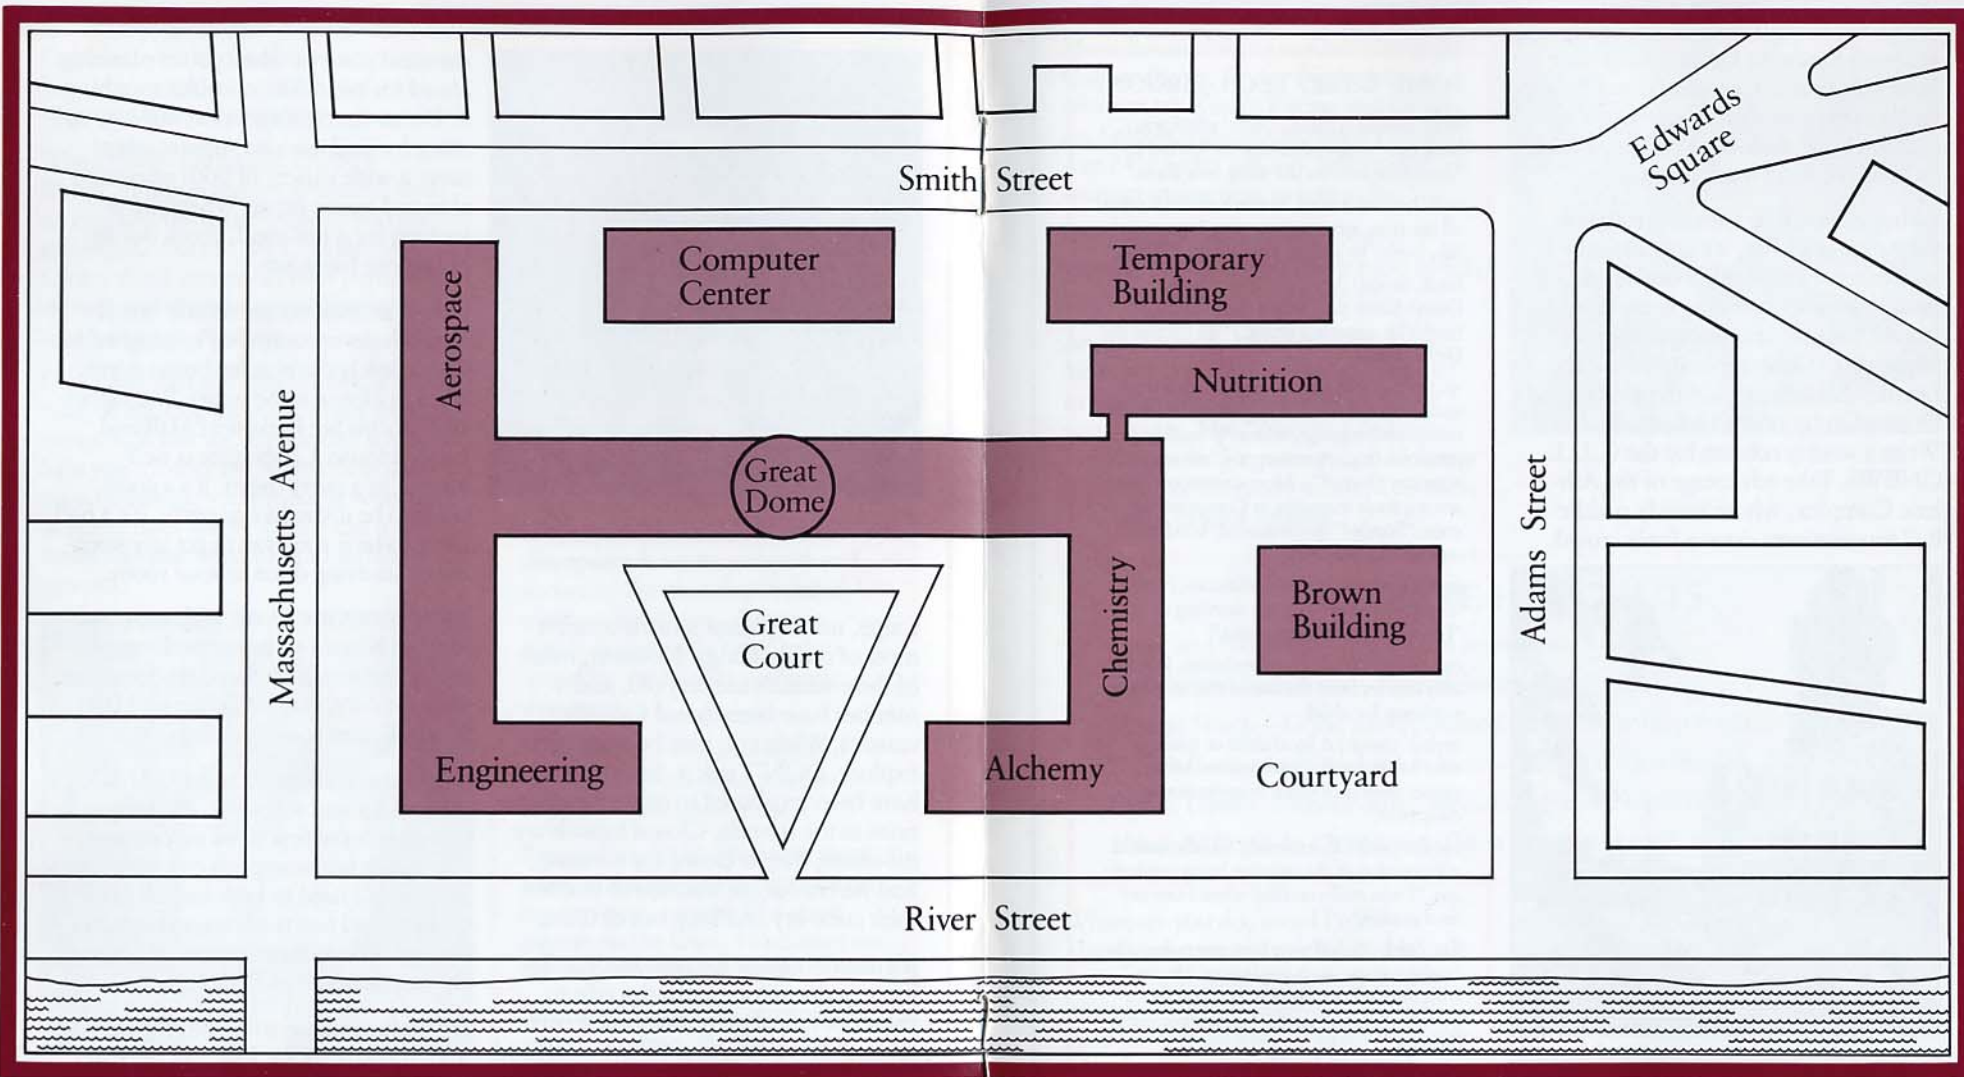 Edwards
Square
Smith Street
Aerospace
Computer
Center
Temporary
Building
Nutrition
Massachusetts Avenue
Great
Dome
Adams Street
Chemistry
Brown
Building
Great
Court
Engineering
Alchemy
Courtyard
River Street